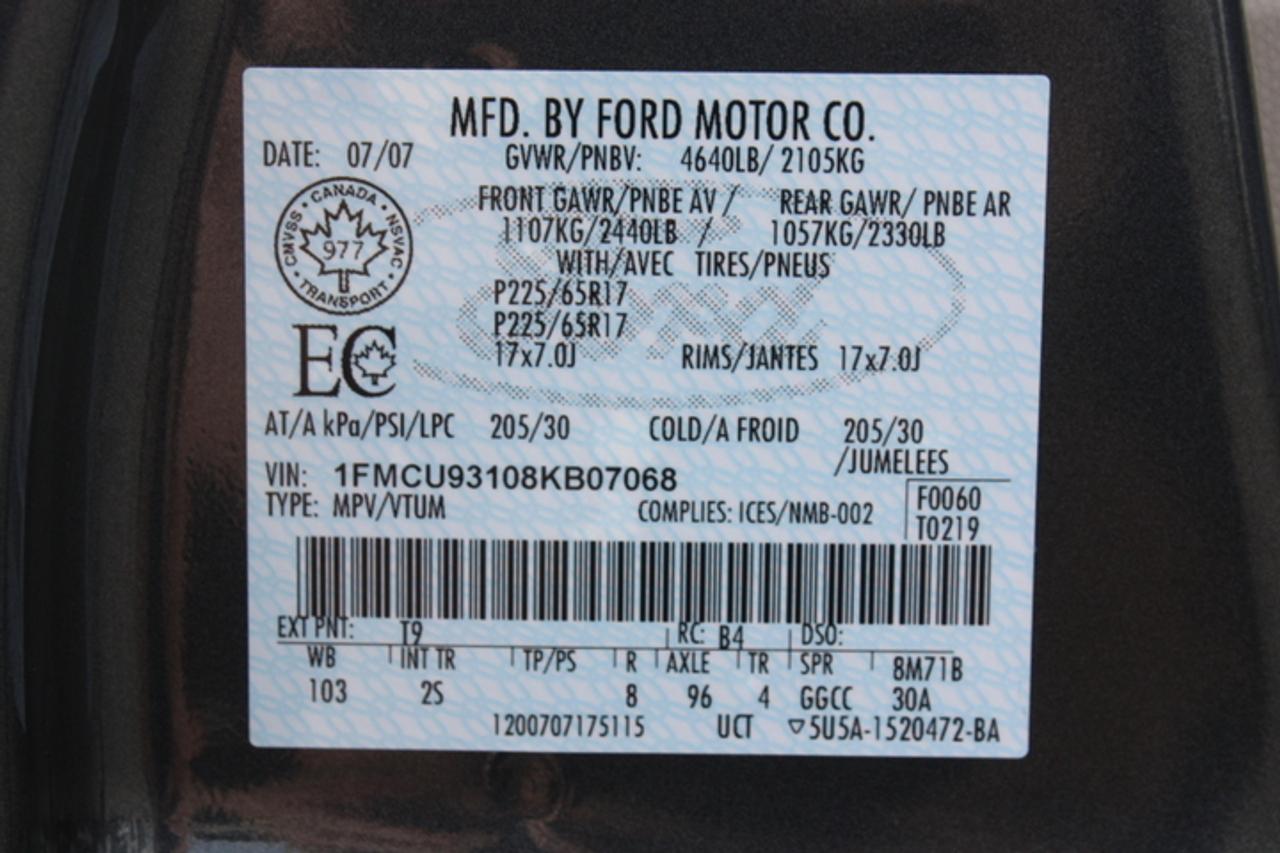 MFD. BY FORD MOTOR CO.
DATE: 07/07 GVWR/PNBV: 4640LB/ 2105KG
FRONT GAWR/PNBE AV / REAR GAWR/ PNBE AR
1107KG/2440LB / 1057KG/2330LB
WITH/AVEC TIRES/PNEUS
P225/65R17
P225/65R17
17x7.0J RIMS/JANTES 17x7.0J
CANADA
CMVSS 977 NSVAC
TRANSPORT
EC
AT/A kPa/PSI/LPC 205/30 COLD/A FROID 205/30
/JUMELEES
VIN: 1FMCU93108KB07068
TYPE: MPV/VTUM COMPLIES: ICES/NMB-002
F0060
T0219
EXT PNT: T9 RC: B4 DSO:
WB INT TR TP/PS R AXLE TR SPR 8M71B
103 2S 8 96 4 GGCC 30A
1200707175115 UCT ▽5U5A-1520472-BA